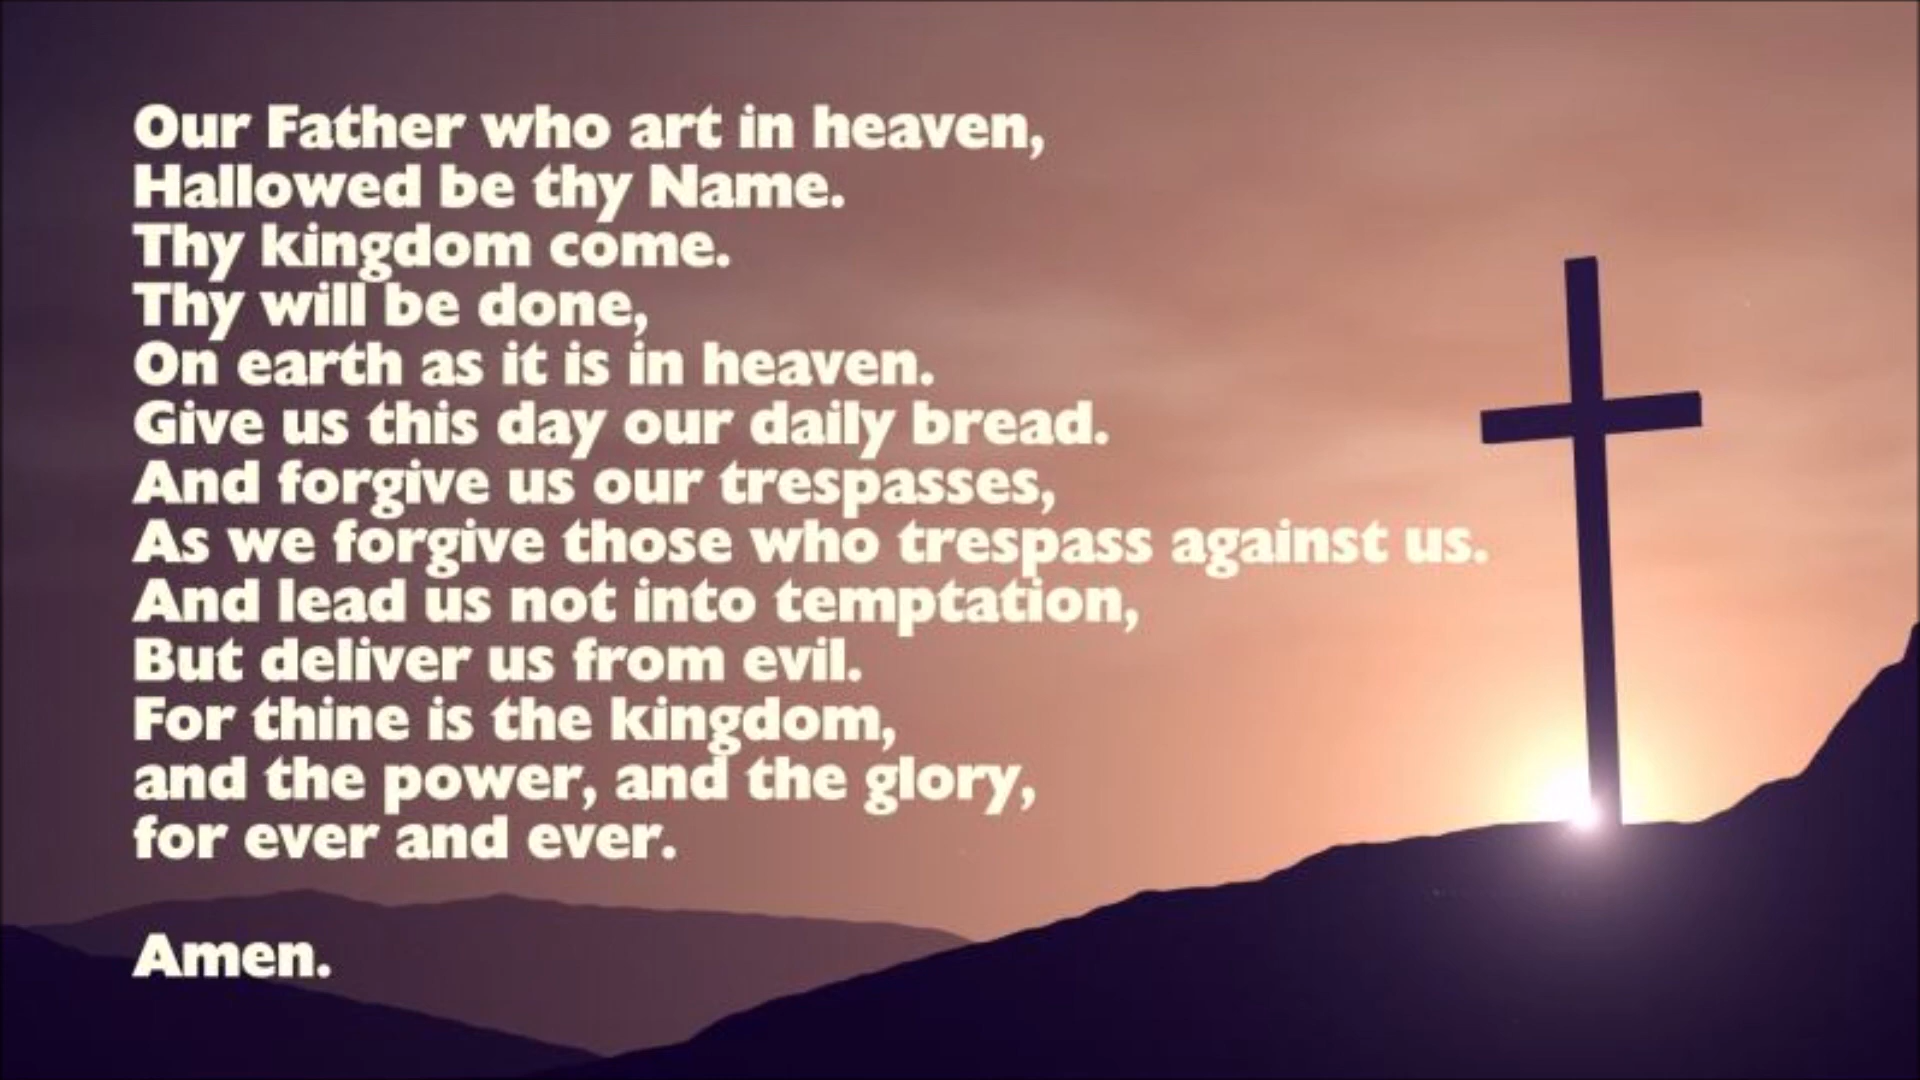 Our Father who art in heaven,
Hallowed be thy Name.
Thy kingdom come.
Thy will be done,
On earth as it is in heaven.
Give us this day our daily bread.
And forgive us our trespasses,
As we forgive those who trespass against us.
And lead us not into temptation,
But deliver us from evil.
For thine is the kingdom,
and the power, and the glory,
for ever and ever.
Amen.